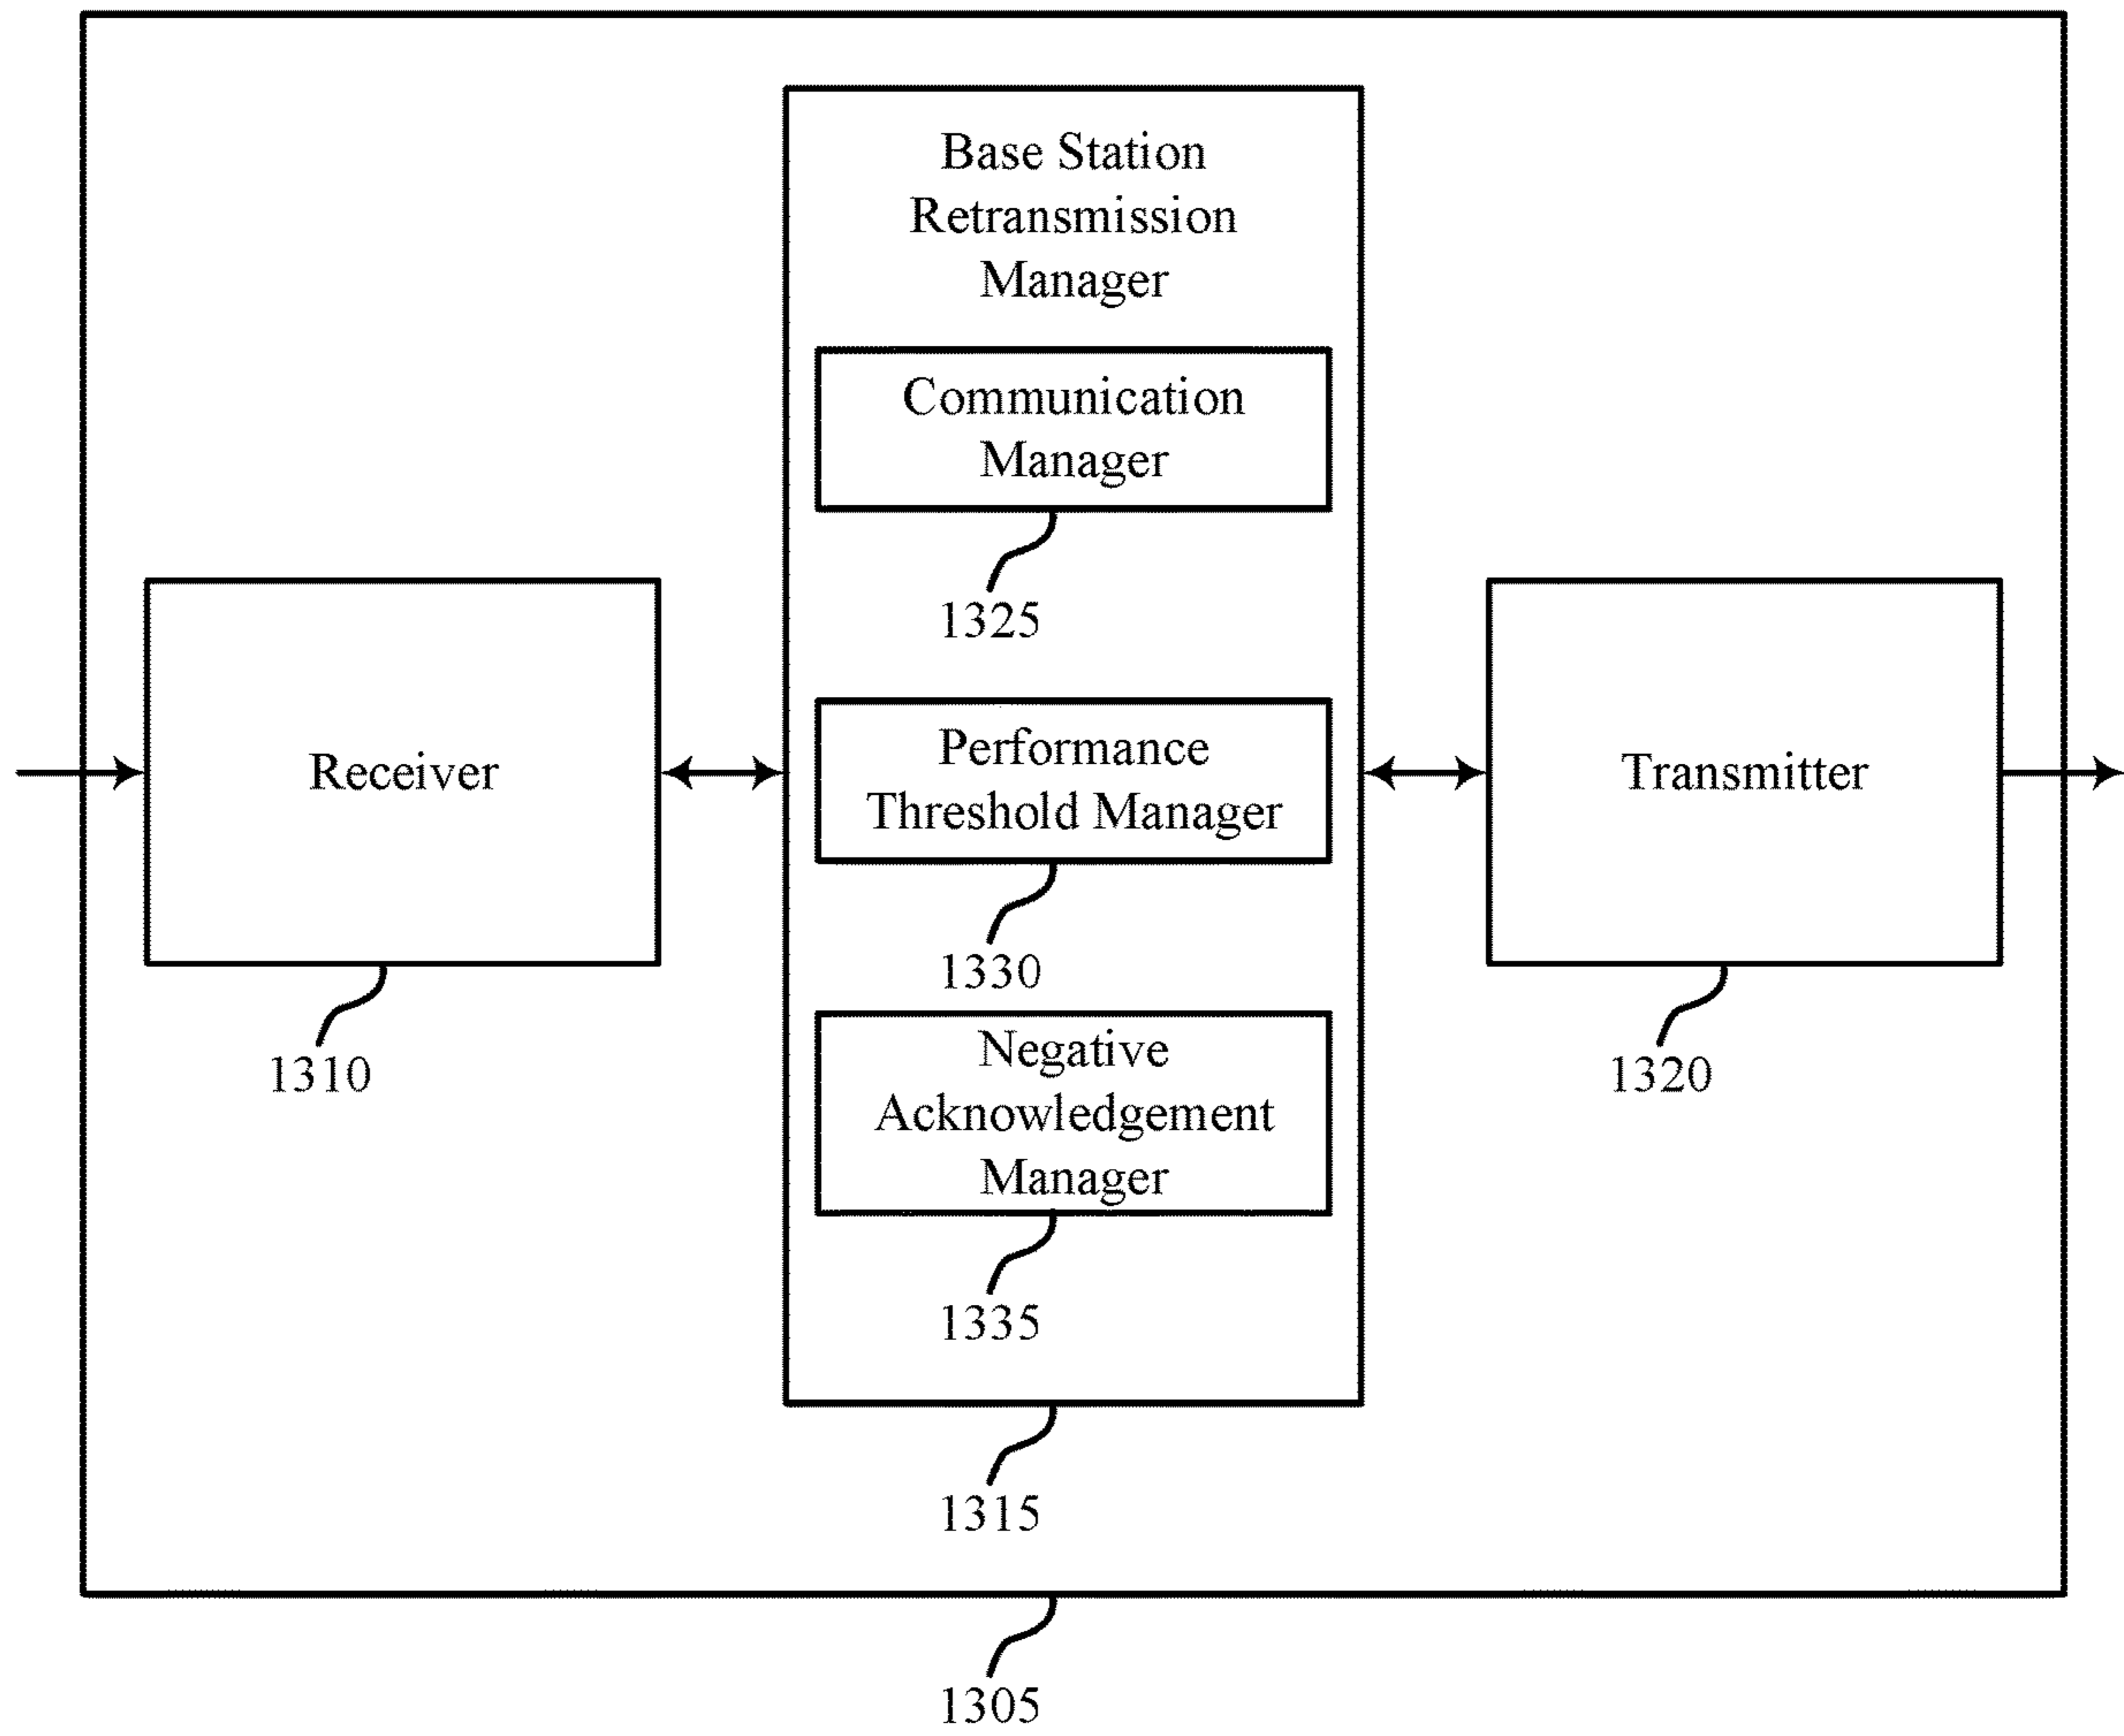 Base Station
Retransmission
Manager
Communication
Manager
1325
Receiver
1310
Performance
Threshold Manager
1330
Negative
Acknowledgement
Manager
1335
Transmitter
1320
1315
1305